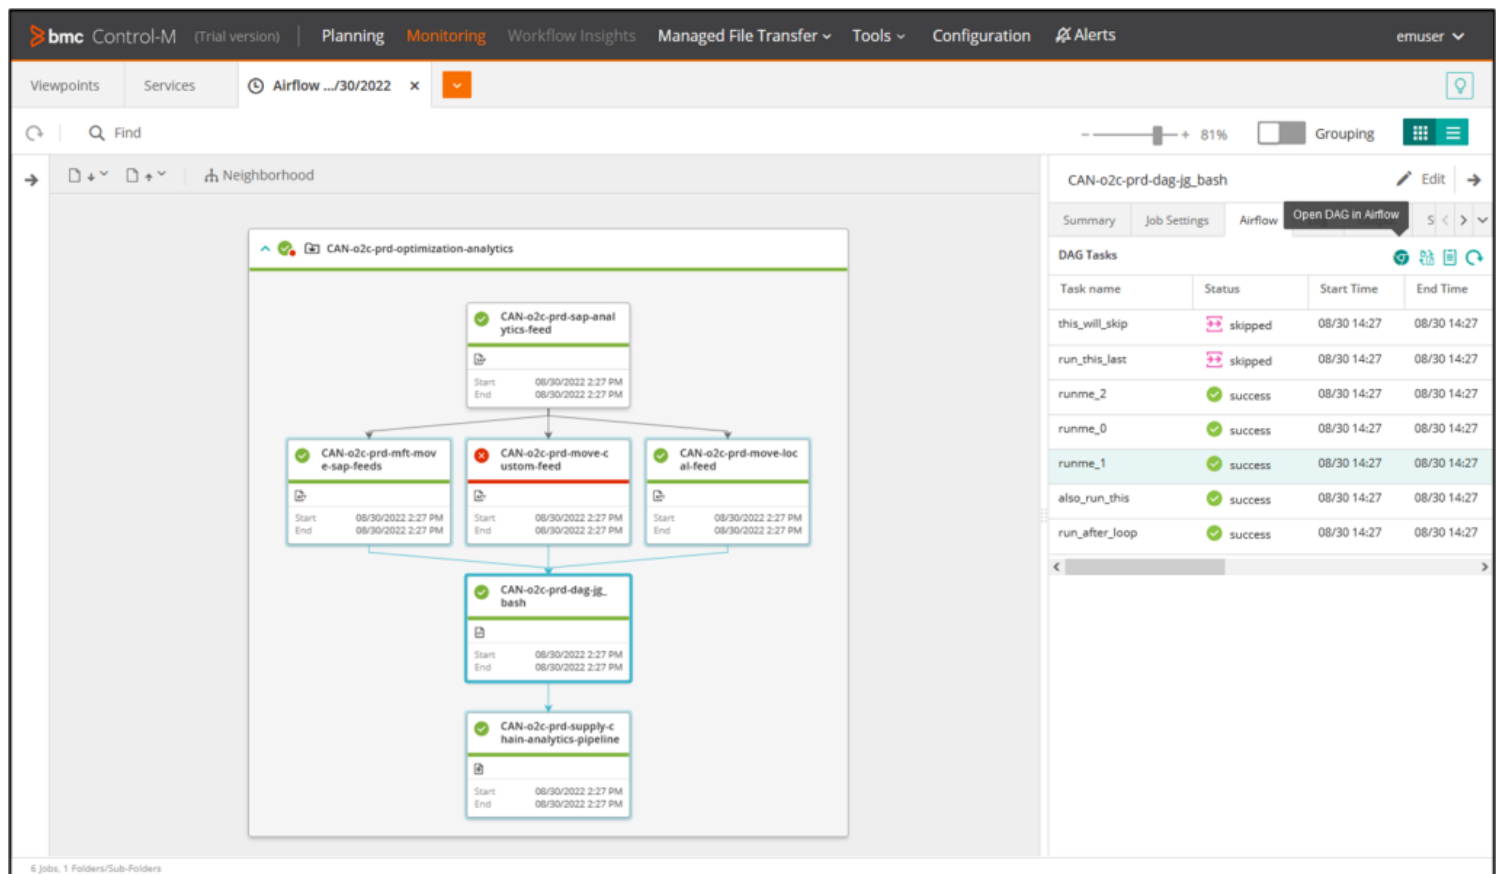 bmc Control-M (Trial version) Planning Monitoring Workflow Insights Managed File Transfer Tools Configuration Alerts emuser
Viewpoints Services Airflow .../30/2022 ×
Find - + 81% Grouping
Neighborhood
CAN-o2c-prd-dag-jg_bash Edit
Summary Job Settings Airflow Open DAG in Airflow S
DAG Tasks
Task name Status Start Time End Time
this_will_skip skipped 08/30 14:27 08/30 14:27
run_this_last skipped 08/30 14:27 08/30 14:27
runme_2 success 08/30 14:27 08/30 14:27
runme_0 success 08/30 14:27 08/30 14:27
runme_1 success 08/30 14:27 08/30 14:27
also_run_this success 08/30 14:27 08/30 14:27
run_after_loop success 08/30 14:27 08/30 14:27
CAN-o2c-prd-optimization-analytics
CAN-o2c-prd-sap-anal
ytics-feed
Start 08/30/2022 2:27 PM
End 08/30/2022 2:27 PM
CAN-o2c-prd-mft-mov
e-sap-feeds
Start 08/30/2022 2:27 PM
End 08/30/2022 2:27 PM
CAN-o2c-prd-move-c
ustom-feed
Start 08/30/2022 2:27 PM
End 08/30/2022 2:27 PM
CAN-o2c-prd-move-loc
al-feed
Start 08/30/2022 2:27 PM
End 08/30/2022 2:27 PM
CAN-o2c-prd-dag-jg_
bash
Start 08/30/2022 2:27 PM
End 08/30/2022 2:27 PM
CAN-o2c-prd-supply-c
hain-analytics-pipeline
Start 08/30/2022 2:27 PM
End 08/30/2022 2:27 PM
6 Jobs, 1 Folders/Sub-Folders